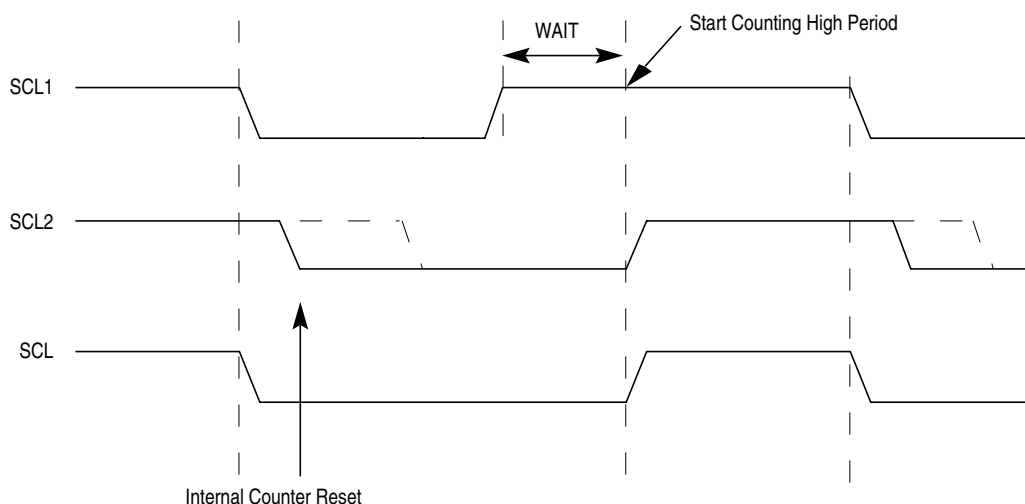 WAIT
Start Counting High Period
SCL1
SCL2
SCL
Internal Counter Reset